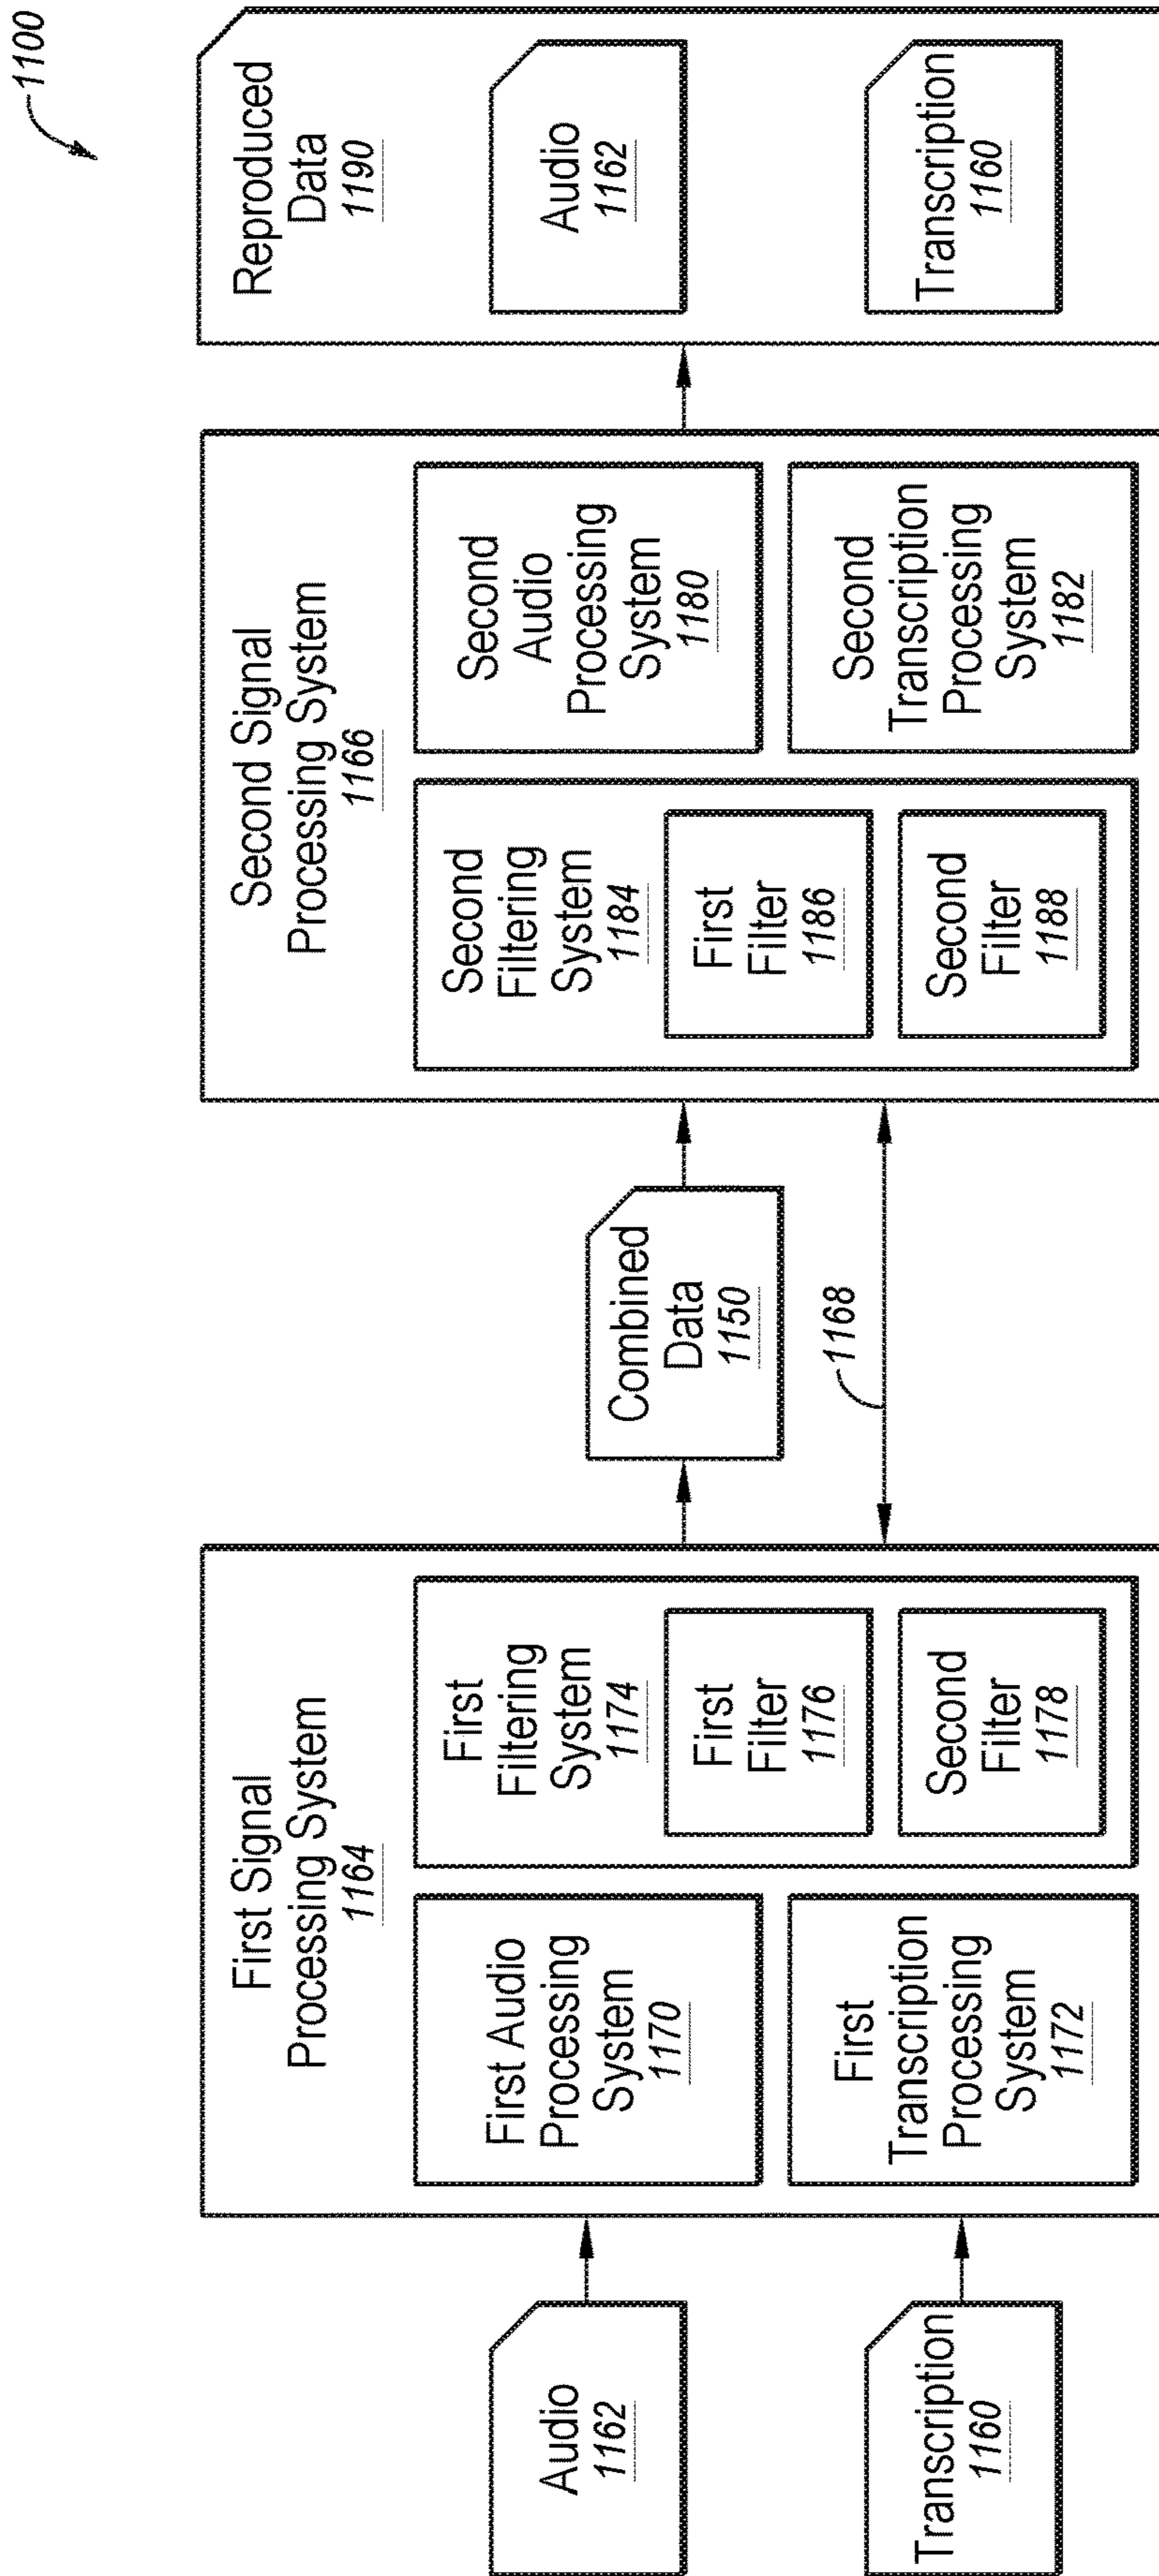 1100
Audio
1162
Transcription
1160
First Signal
Processing System
1164
First Audio
Processing
System
1170
First
Transcription
Processing
System
1172
First
Filtering
System
1174
First
Filter
1176
Second
Filter
1178
Combined
Data
1150
1168
Second Signal
Processing System
1166
Second
Filtering
System
1184
First
Filter
1186
Second
Filter
1188
Second
Audio
Processing
System
1180
Second
Transcription
Processing
System
1182
Reproduced
Data
1190
Audio
1162
Transcription
1160